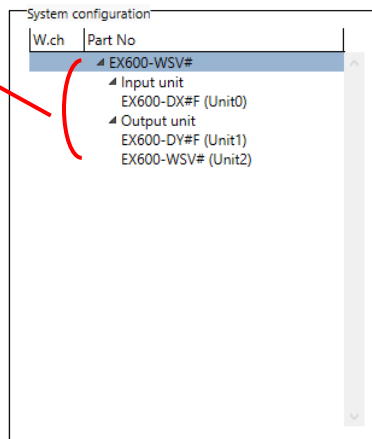 System configuration
W.ch Part No
EX600-WSV#
Input unit
EX600-DX#F (Unit0)
Output unit
EX600-DY#F (Unit1)
EX600-WSV# (Unit2)